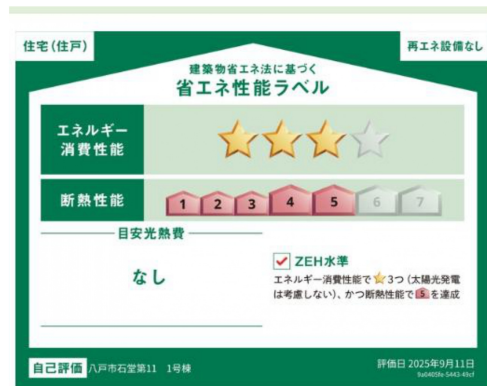 住宅(住戸)
再エネ設備なし
建築物省エネ法に基づく
省エネ性能ラベル
エネルギー
消費性能
断熱性能
1 2 3 4 5 6 7
目安光熱費
なし
ZEH水準
エネルギー消費性能で⭐3つ(太陽光発電
は考慮しない)、かつ断熱性能で5を達成
自己評価 八戸市石堂第11 1号棟
評価日 2025年9月11日